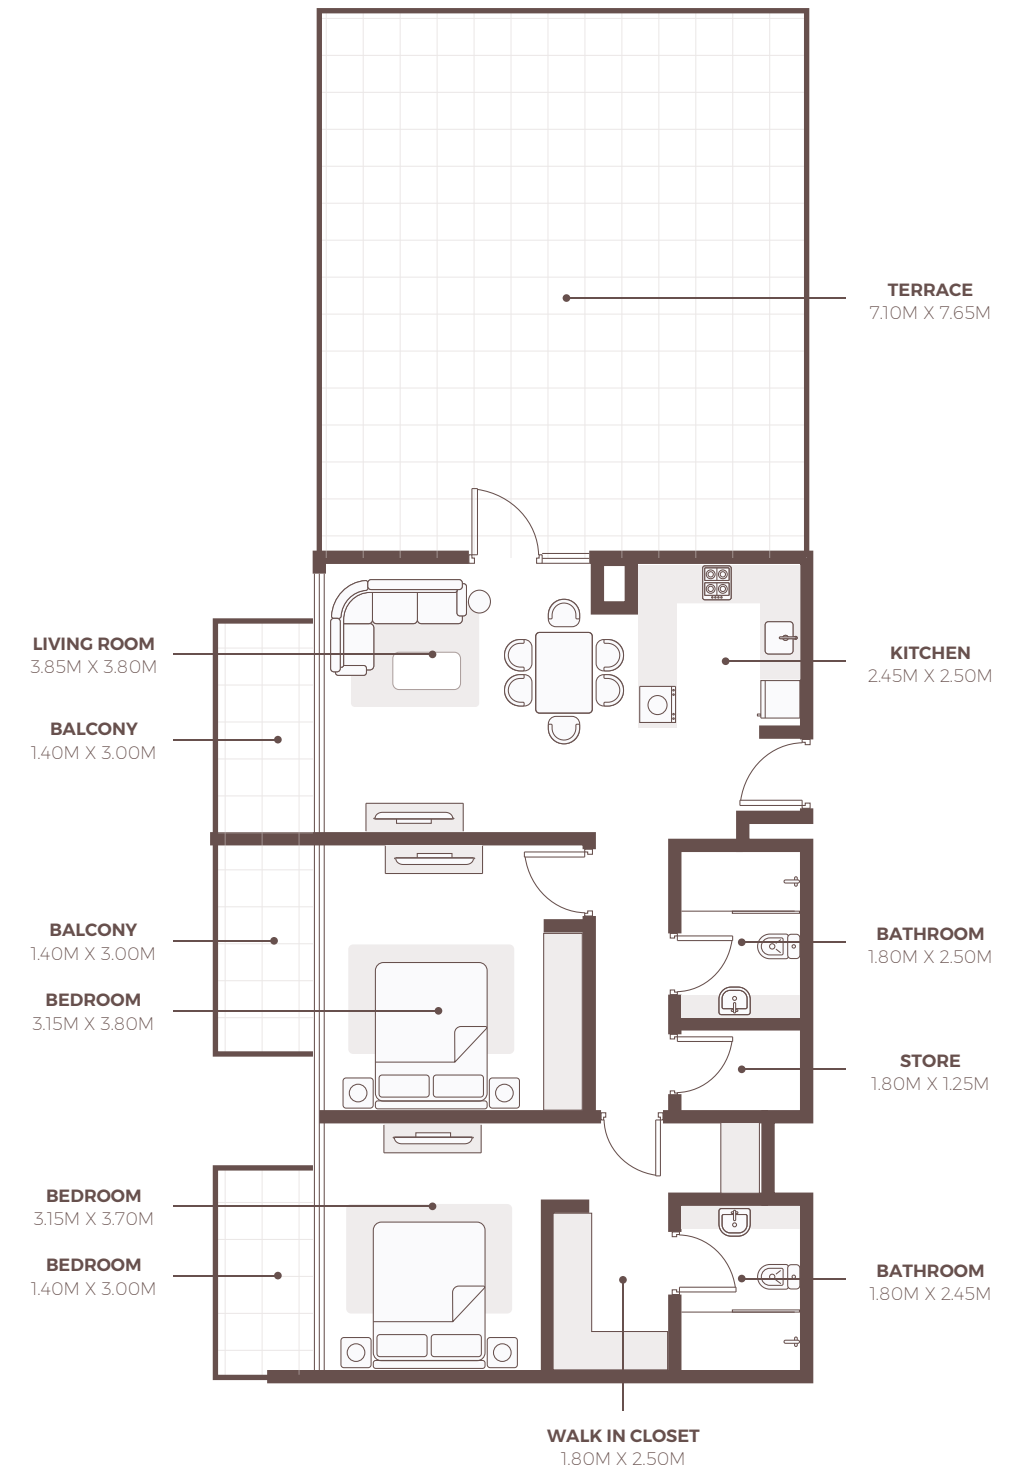 TERRACE
7.10M X 7.65M
LIVING ROOM
3.85M X 3.80M
KITCHEN
2.45M X 2.50M
BALCONY
1.40M X 3.00M
BALCONY
1.40M X 3.00M
BATHROOM
1.80M X 2.50M
BEDROOM
3.15M X 3.80M
STORE
1.80M X 1.25M
BEDROOM
3.15M X 3.70M
BEDROOM
1.40M X 3.00M
BATHROOM
1.80M X 2.45M
WALK IN CLOSET
1.80M X 2.50M